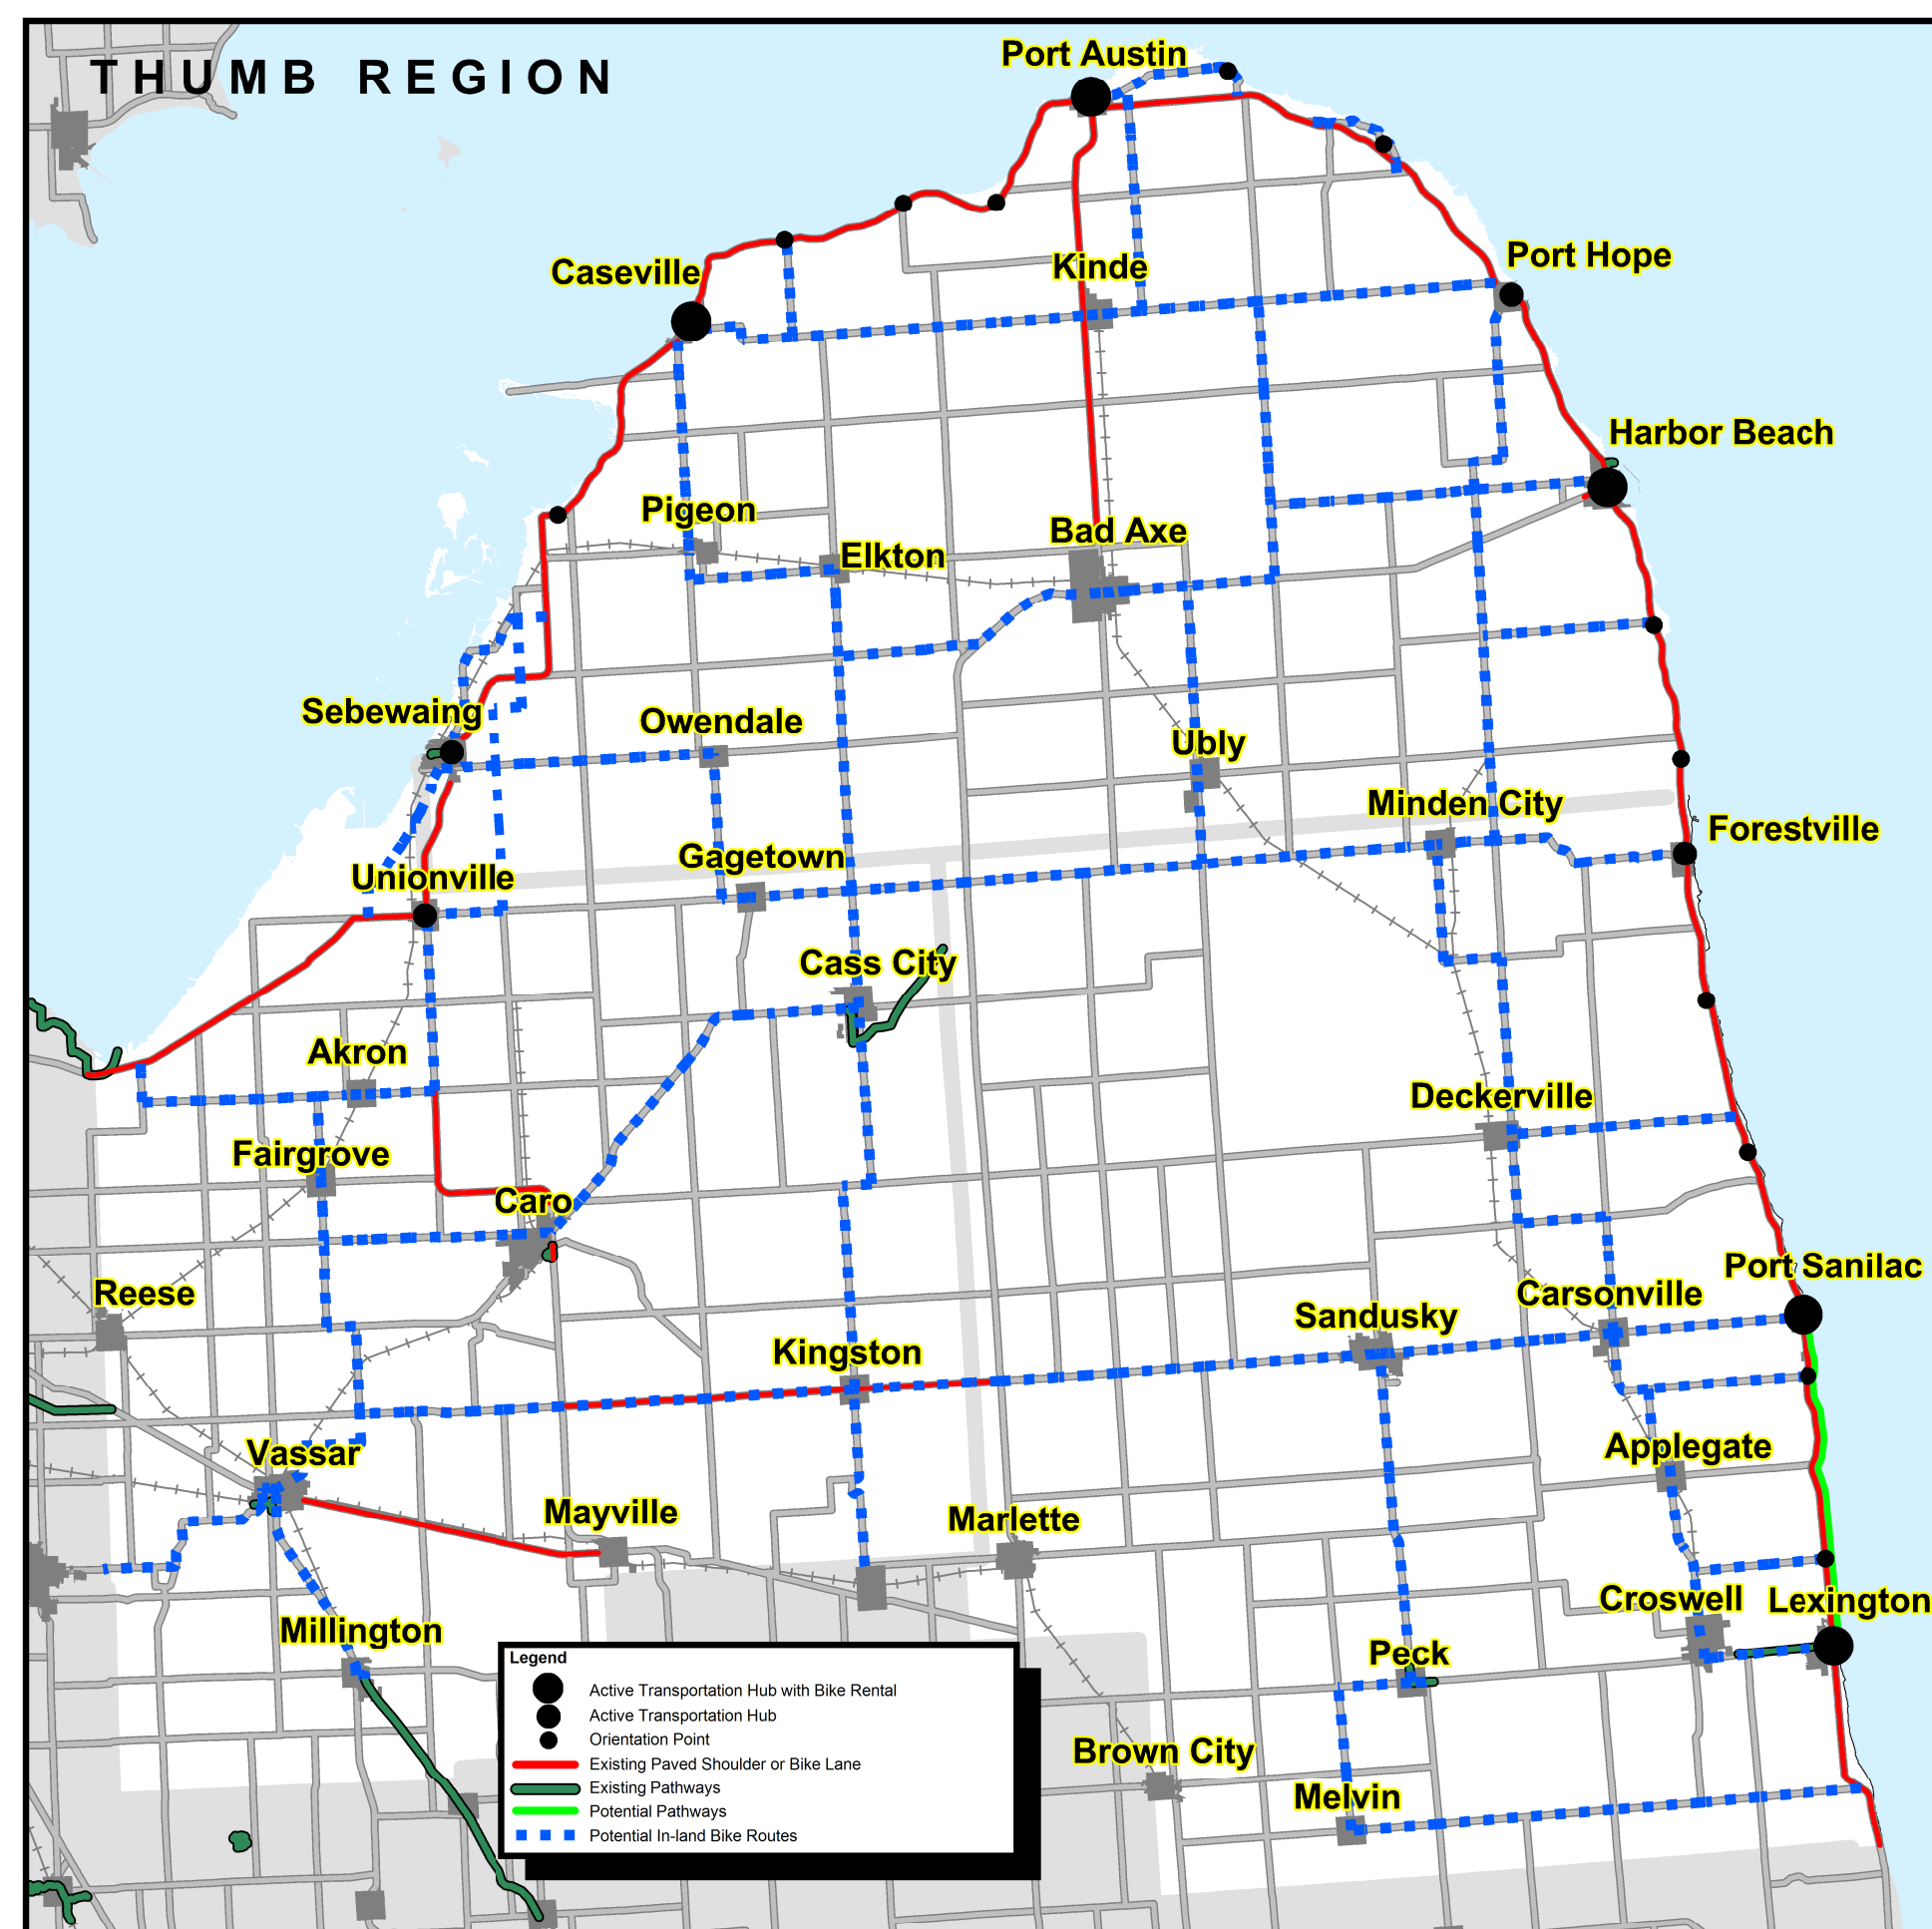 THUMB REGION
Port Austin
Port Hope
Kinde
Caseville
Harbor Beach
Pigeon
Bad Axe
Elkton
Sebewaing
Owendale
Ubly
Minden City
Forestville
Gagetown
Unionville
Cass City
Akron
Deckerville
Fairgrove
Caro
Port Sanilac
Reese
Carsonville
Sandusky
Kingston
Vassar
Applegate
Mayville
Marlette
Croswell
Lexington
Millington
Peck
Brown City
Melvin
Legend
Active Transportation Hub with Bike Rental
Active Transportation Hub
Orientation Point
Existing Paved Shoulder or Bike Lane
Existing Pathways
Potential Pathways
Potential In-land Bike Routes